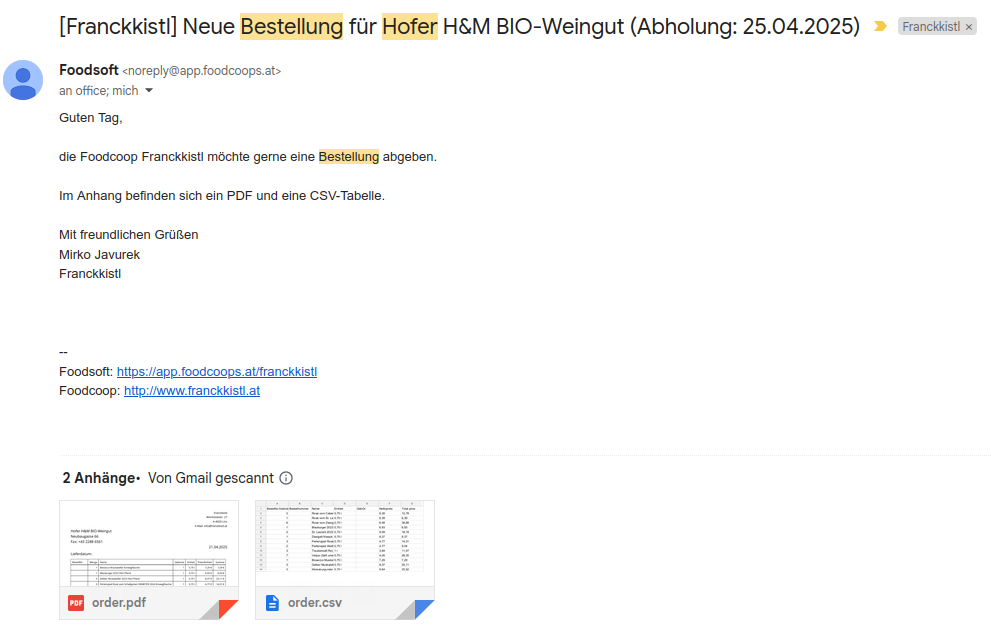 [Franckkistl] Neue Bestellung für Hofer H&M BIO-Weingut (Abholung: 25.04.2025)
Franckkistl ×
Foodsoft <noreply@app.foodcoops.at>
an office; mich
Guten Tag,
die Foodcoop Franckkistl möchte gerne eine Bestellung abgeben.
Im Anhang befinden sich ein PDF und eine CSV-Tabelle.
Mit freundlichen Grüßen
Mirko Javurek
Franckkistl
--
Foodsoft: https://app.foodcoops.at/franckkistl
Foodcoop: http://www.franckkistl.at
2 Anhänge• Von Gmail gescannt
Hofer H&M BIO-Weingut
Neubaugasse 66
21.04.2025
Lieferdatum:
PDF order.pdf
order.csv